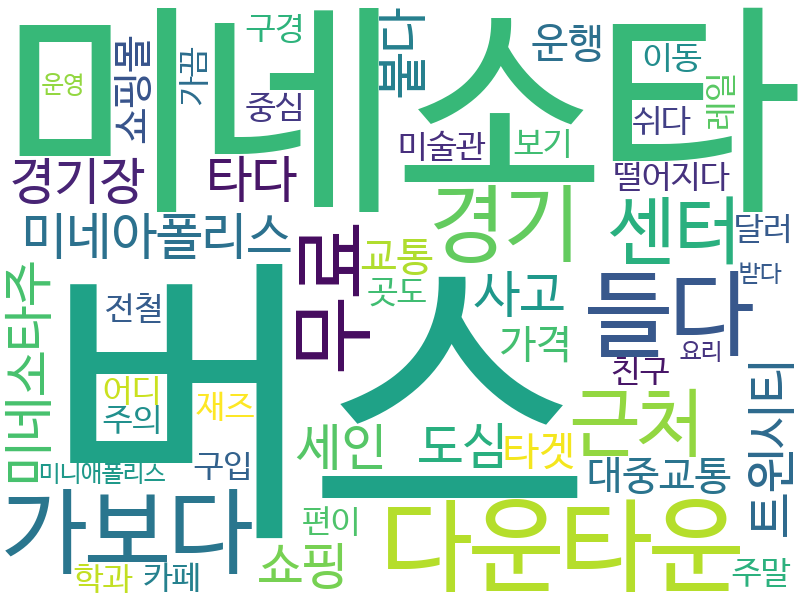 미네소타
운영
쇼핑몰
가끔
구경
중심
물다
운행
이동
레일
쉬다
미술관
보기
경기장
타다
떨어지다
미네아폴리스
경기
센터
달러
교통
곳도
품
몸
사고
들다
받다
미네소타주
전철
버스
가격
요리
친구
어디
재즈
주의
근처
트윈시티
세인
도심
타겟
미니애폴리스
구입
대중교통
가보다
편이
다운타운
쇼핑
학과
카페
주말